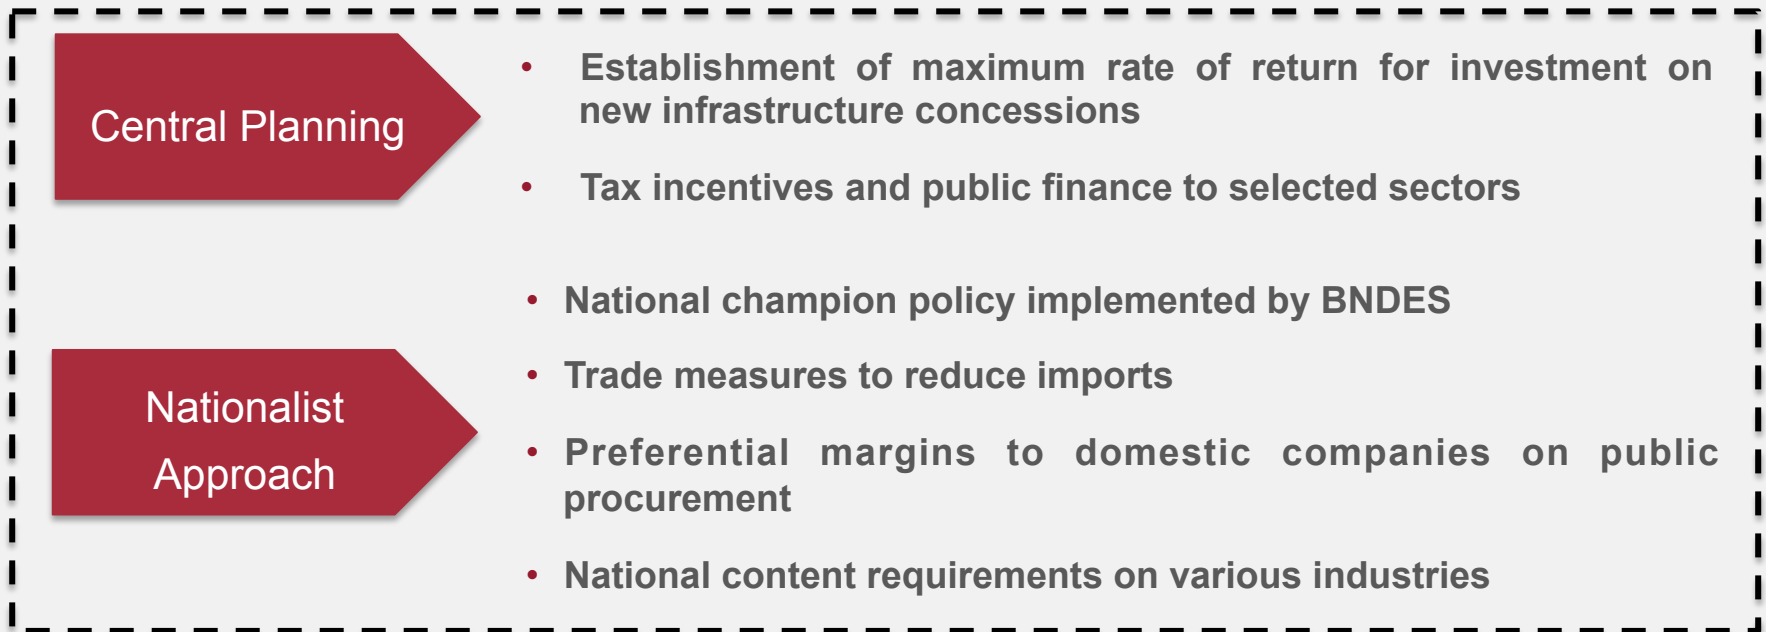 Central Planning
• Establishment of maximum rate of return for investment on
new infrastructure concessions
• Tax incentives and public finance to selected sectors
Nationalist
Approach
• National champion policy implemented by BNDES
• Trade measures to reduce imports
• Preferential margins to domestic companies on public
procurement
• National content requirements on various industries